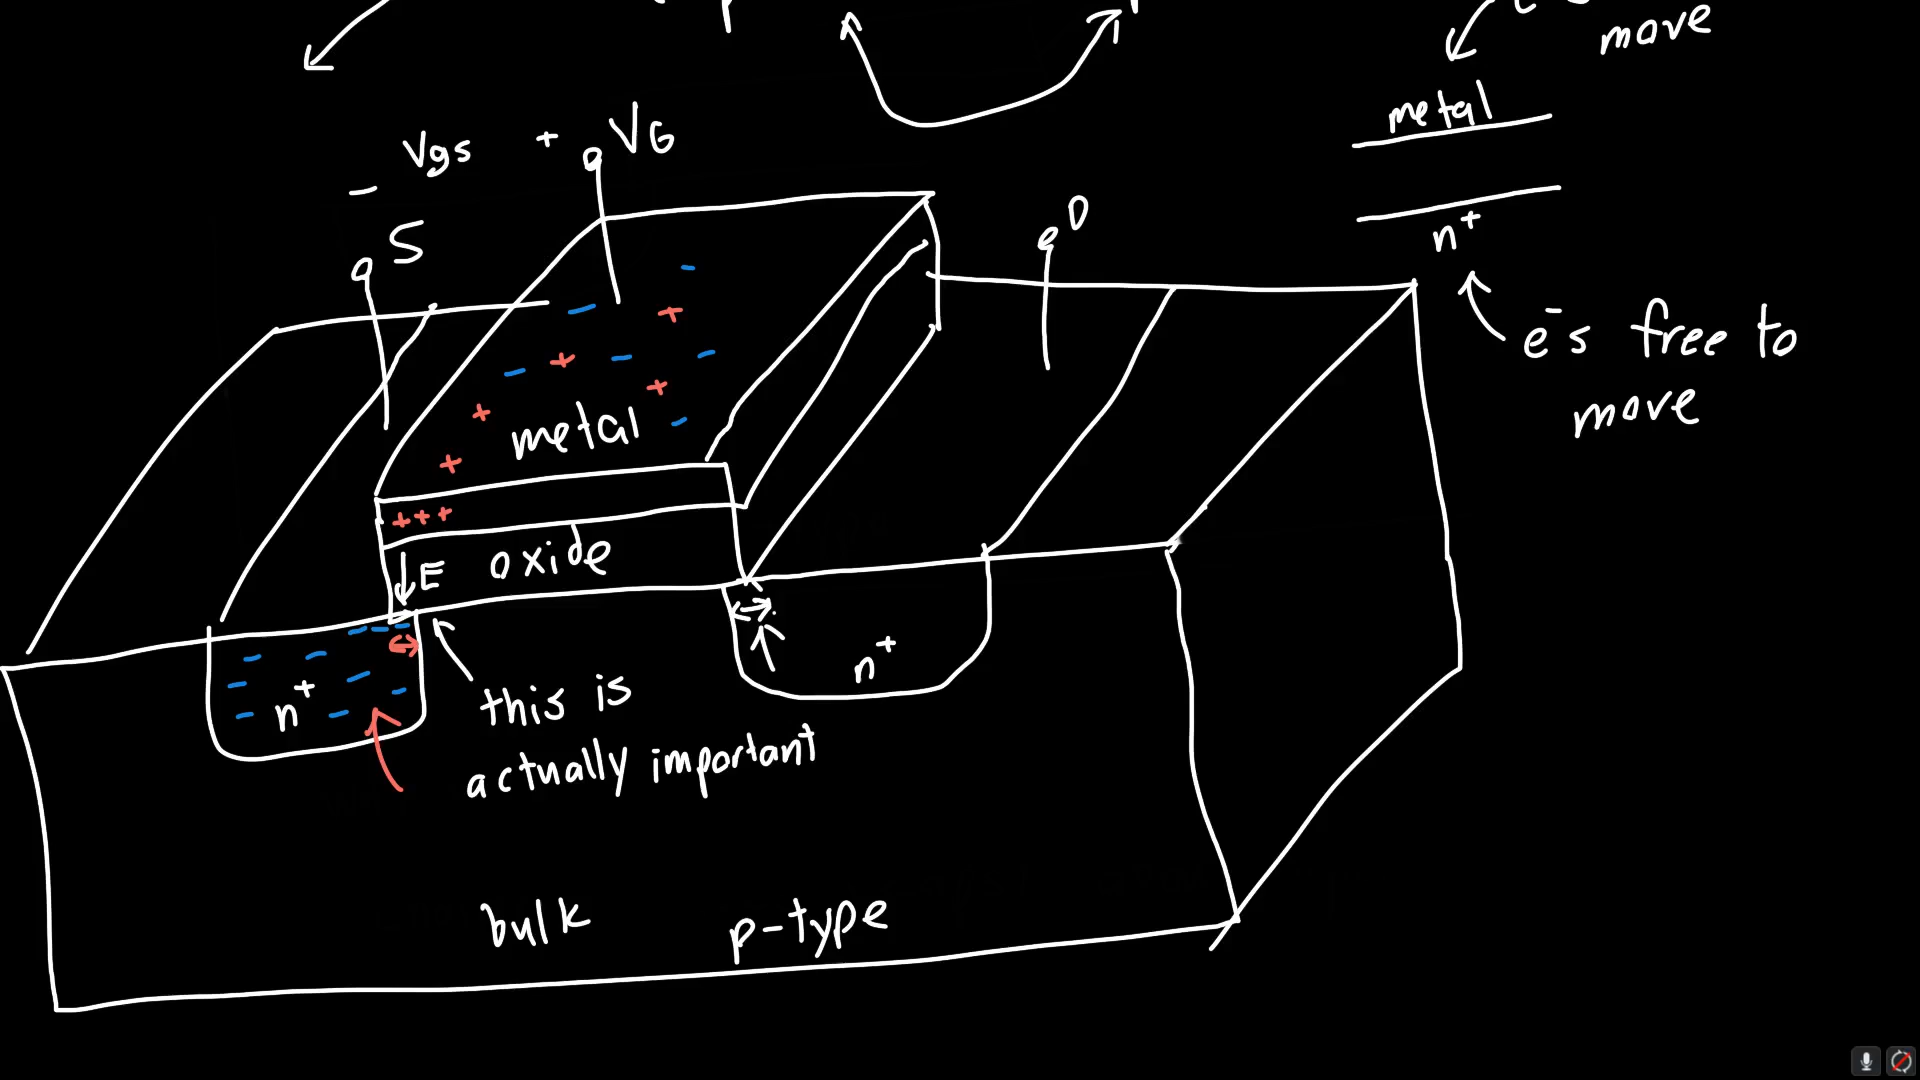 move
metal
n+
e-s free to
move
- Vgs +
VG
S
D
metal
+++
E oxide
n+
n+
this is
actually important
bulk p-type